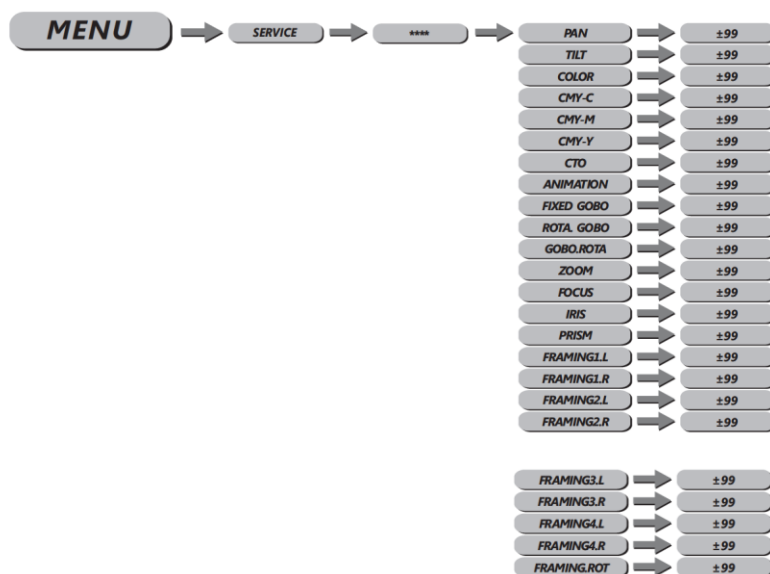 MENU SERVICE **** PAN ±99
TILT ±99
COLOR ±99
CMY-C ±99
CMY-M ±99
CMY-Y ±99
CTO ±99
ANIMATION ±99
FIXED GOBO ±99
ROTA. GOBO ±99
GOBO.ROTA ±99
ZOOM ±99
FOCUS ±99
IRIS ±99
PRISM ±99
FRAMING1.L ±99
FRAMING1.R ±99
FRAMING2.L ±99
FRAMING2.R ±99
FRAMING3.L ±99
FRAMING3.R ±99
FRAMING4.L ±99
FRAMING4.R ±99
FRAMING.ROT ±99